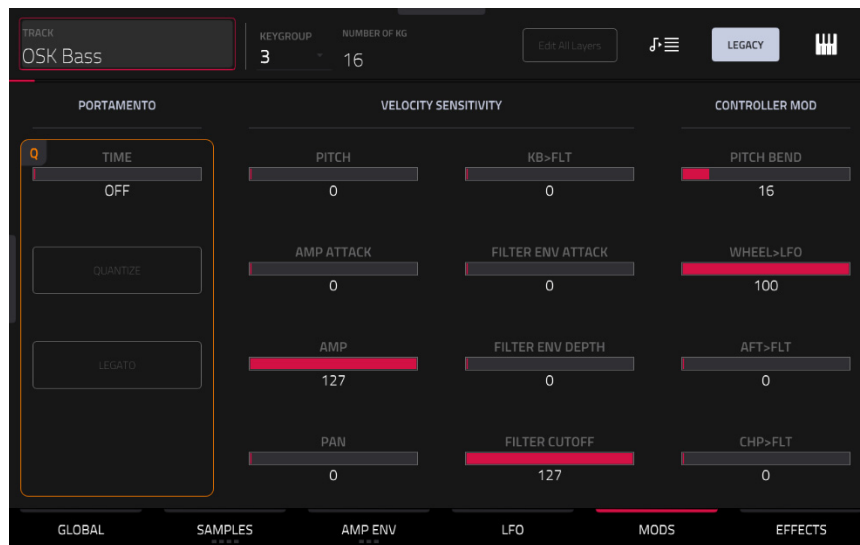 TRACK
OSK Bass
KEYGROUP
3
NUMBER OF KG
16
Edit All Layers
LEGACY
PORTAMENTO
VELOCITY SENSITIVITY
CONTROLLER MOD
Q
TIME
OFF
QUANTIZE
LEGATO
PITCH
0
KB>FLT
0
AMP ATTACK
0
FILTER ENV ATTACK
0
AMP
127
FILTER ENV DEPTH
0
PAN
0
FILTER CUTOFF
127
PITCH BEND
16
WHEEL>LFO
100
AFT>FLT
0
CHP>FLT
0
GLOBAL
SAMPLES
AMP ENV
LFO
MODS
EFFECTS